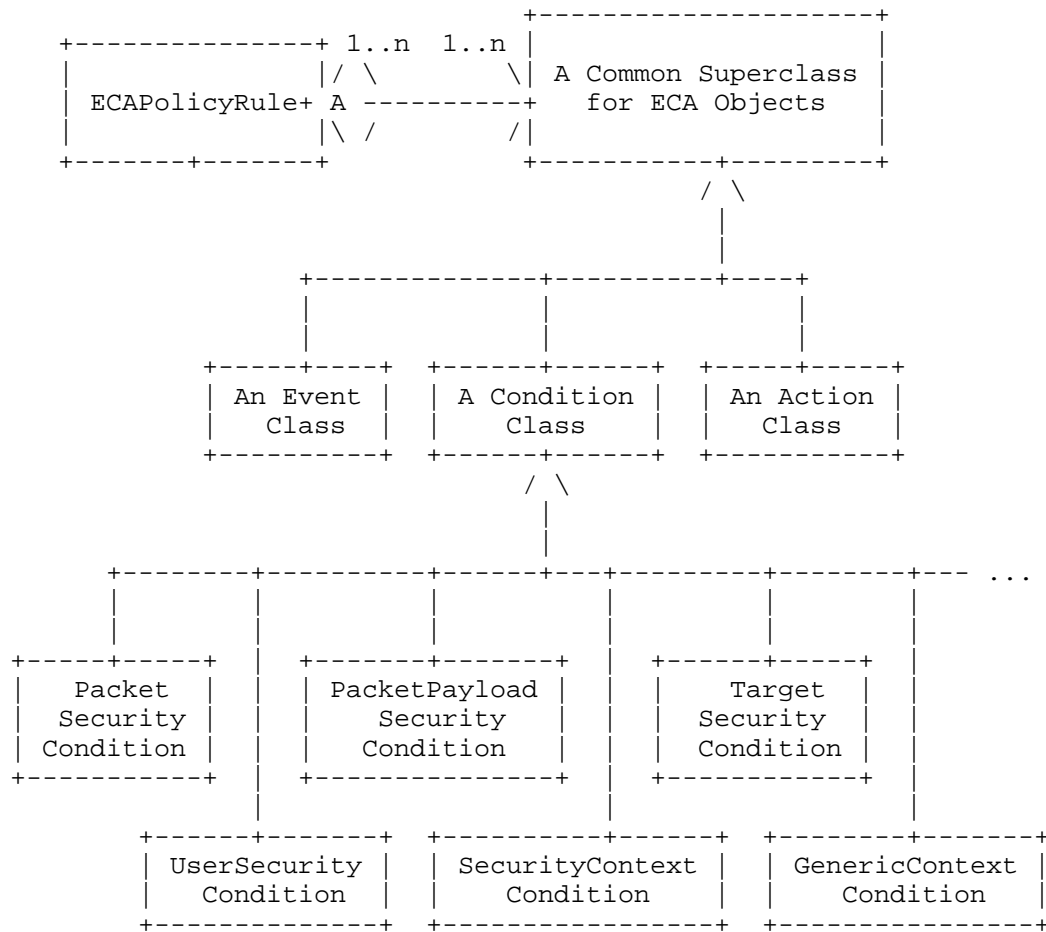 1..n 1..n
A Common Superclass
ECAPolicyRule+ A
for ECA Objects
An Event
Class
A Condition
Class
An Action
Class
...
Packet
Security
Condition
PacketPayload
Security
Condition
Target
Security
Condition
UserSecurity
Condition
SecurityContext
Condition
GenericContext
Condition